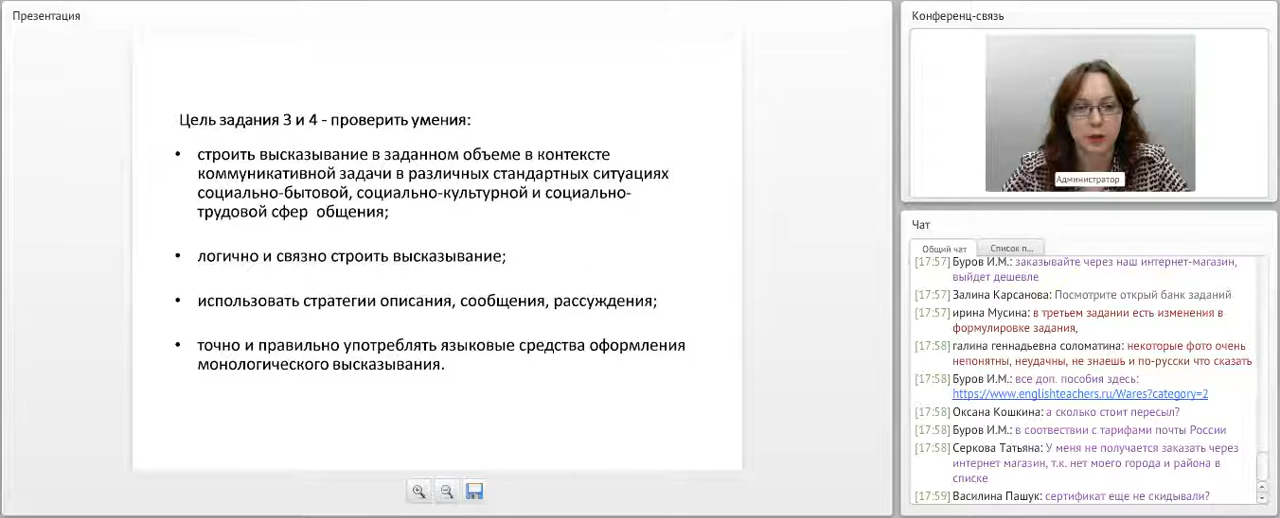 Презентация
Цель задания 3 и 4 - проверить умения:
• строить высказывание в заданном объеме в контексте
коммуникативной задачи в различных стандартных ситуациях
социально-бытовой, социально-культурной и социально-
трудовой сфер общения;
• логично и связно строить высказывание;
• использовать стратегии описания, сообщения, рассуждения;
• точно и правильно употреблять языковые средства оформления
монологического высказывания.
Конференц-связь
Администратор
Чат
Общий чат
Список п...
[17:57] Буров И.М.: заказывайте через наш интернет-магазин,
выйдет дешевле
[17:57] Залина Карсанова: Посмотрите открый банк заданий
[17:57] ирина Мусина: в третьем задании есть изменения в
формулировке задания,
[17:58] галина геннадьевна соломатина: некоторые фото очень
непонятны, неудачны, не знаешь и по-русски что сказать
[17:58] Буров И.М.: все доп. пособия здесь:
https://www.englishteachers.ru/Wares?category=2
[17:58] Оксана Кошкина: а сколько стоит пересыл?
[17:58] Буров И.М.: в соотвествии с тарифами почты России
[17:58] Серкова Татьяна: У меня не получается заказать через
интернет магазин, т.к. нет моего города и района в
списке
[17:59] Василина Пашук: сертификат еще не скидывали?